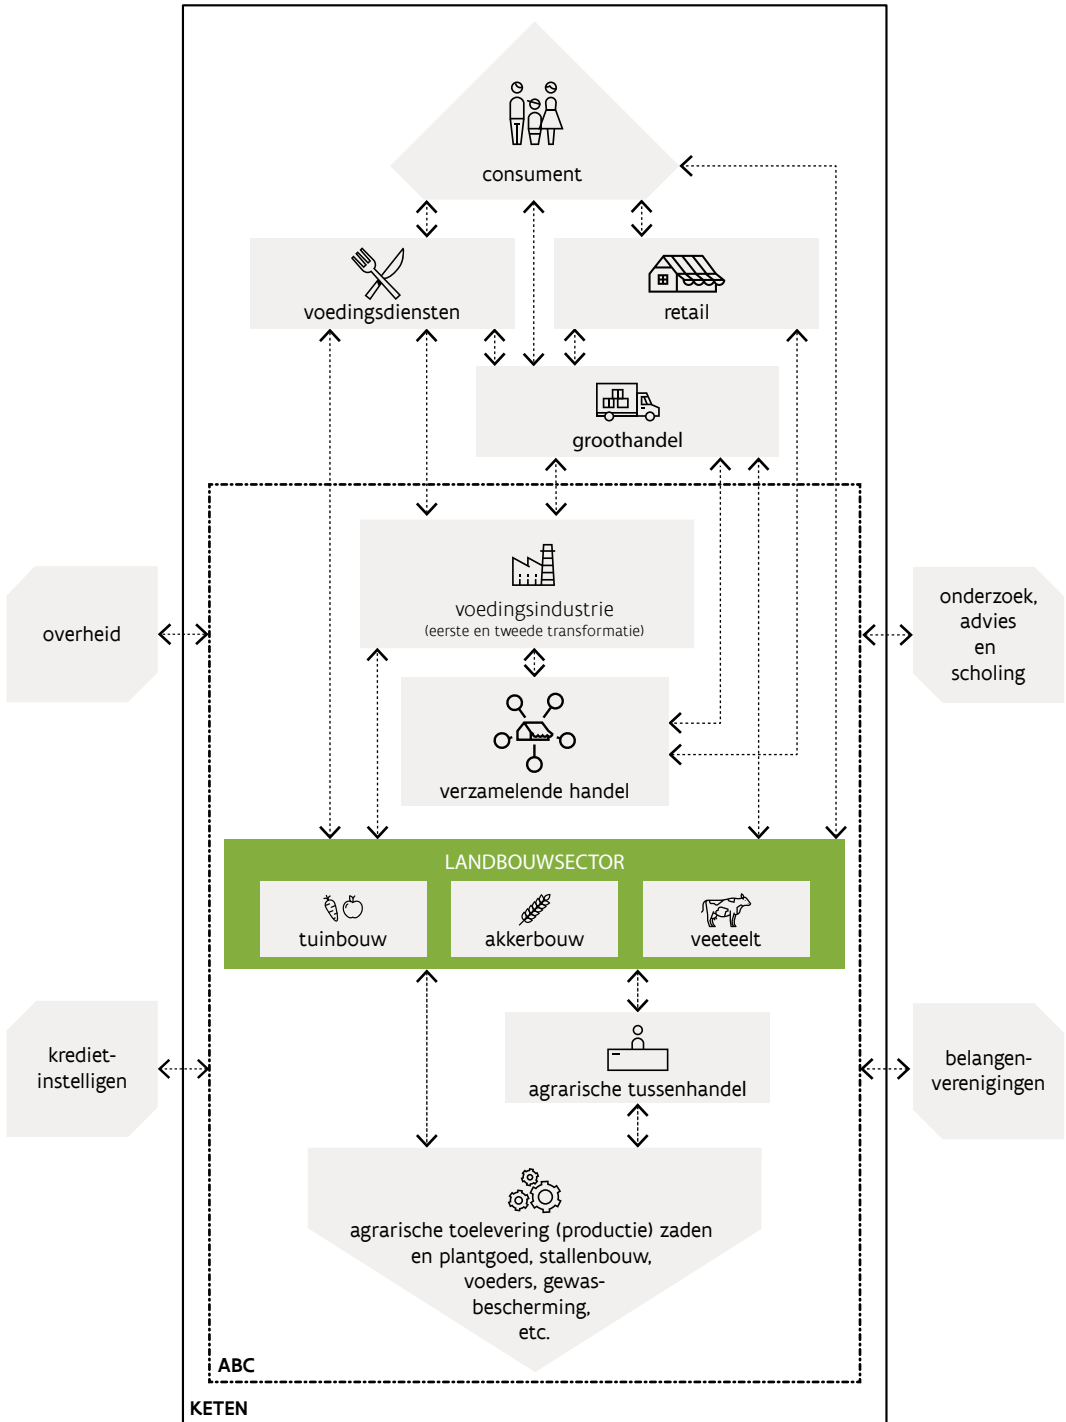 consument
voedingsdiensten
retail
groothandel
voedingsindustrie
(eerste en tweede transformatie)
overheid
onderzoek,
advies
en
scholing
verzamelende handel
LANDBOUWSECTOR
tuinbouw
akkerbouw
veeteelt
krediet-
instelligen
agrarische tussenhandel
belangen-
verenigingen
agrarische toelevering (productie) zaden
en plantgoed, stallenbouw,
voeders, gewas-
bescherming,
etc.
ABC
KETEN